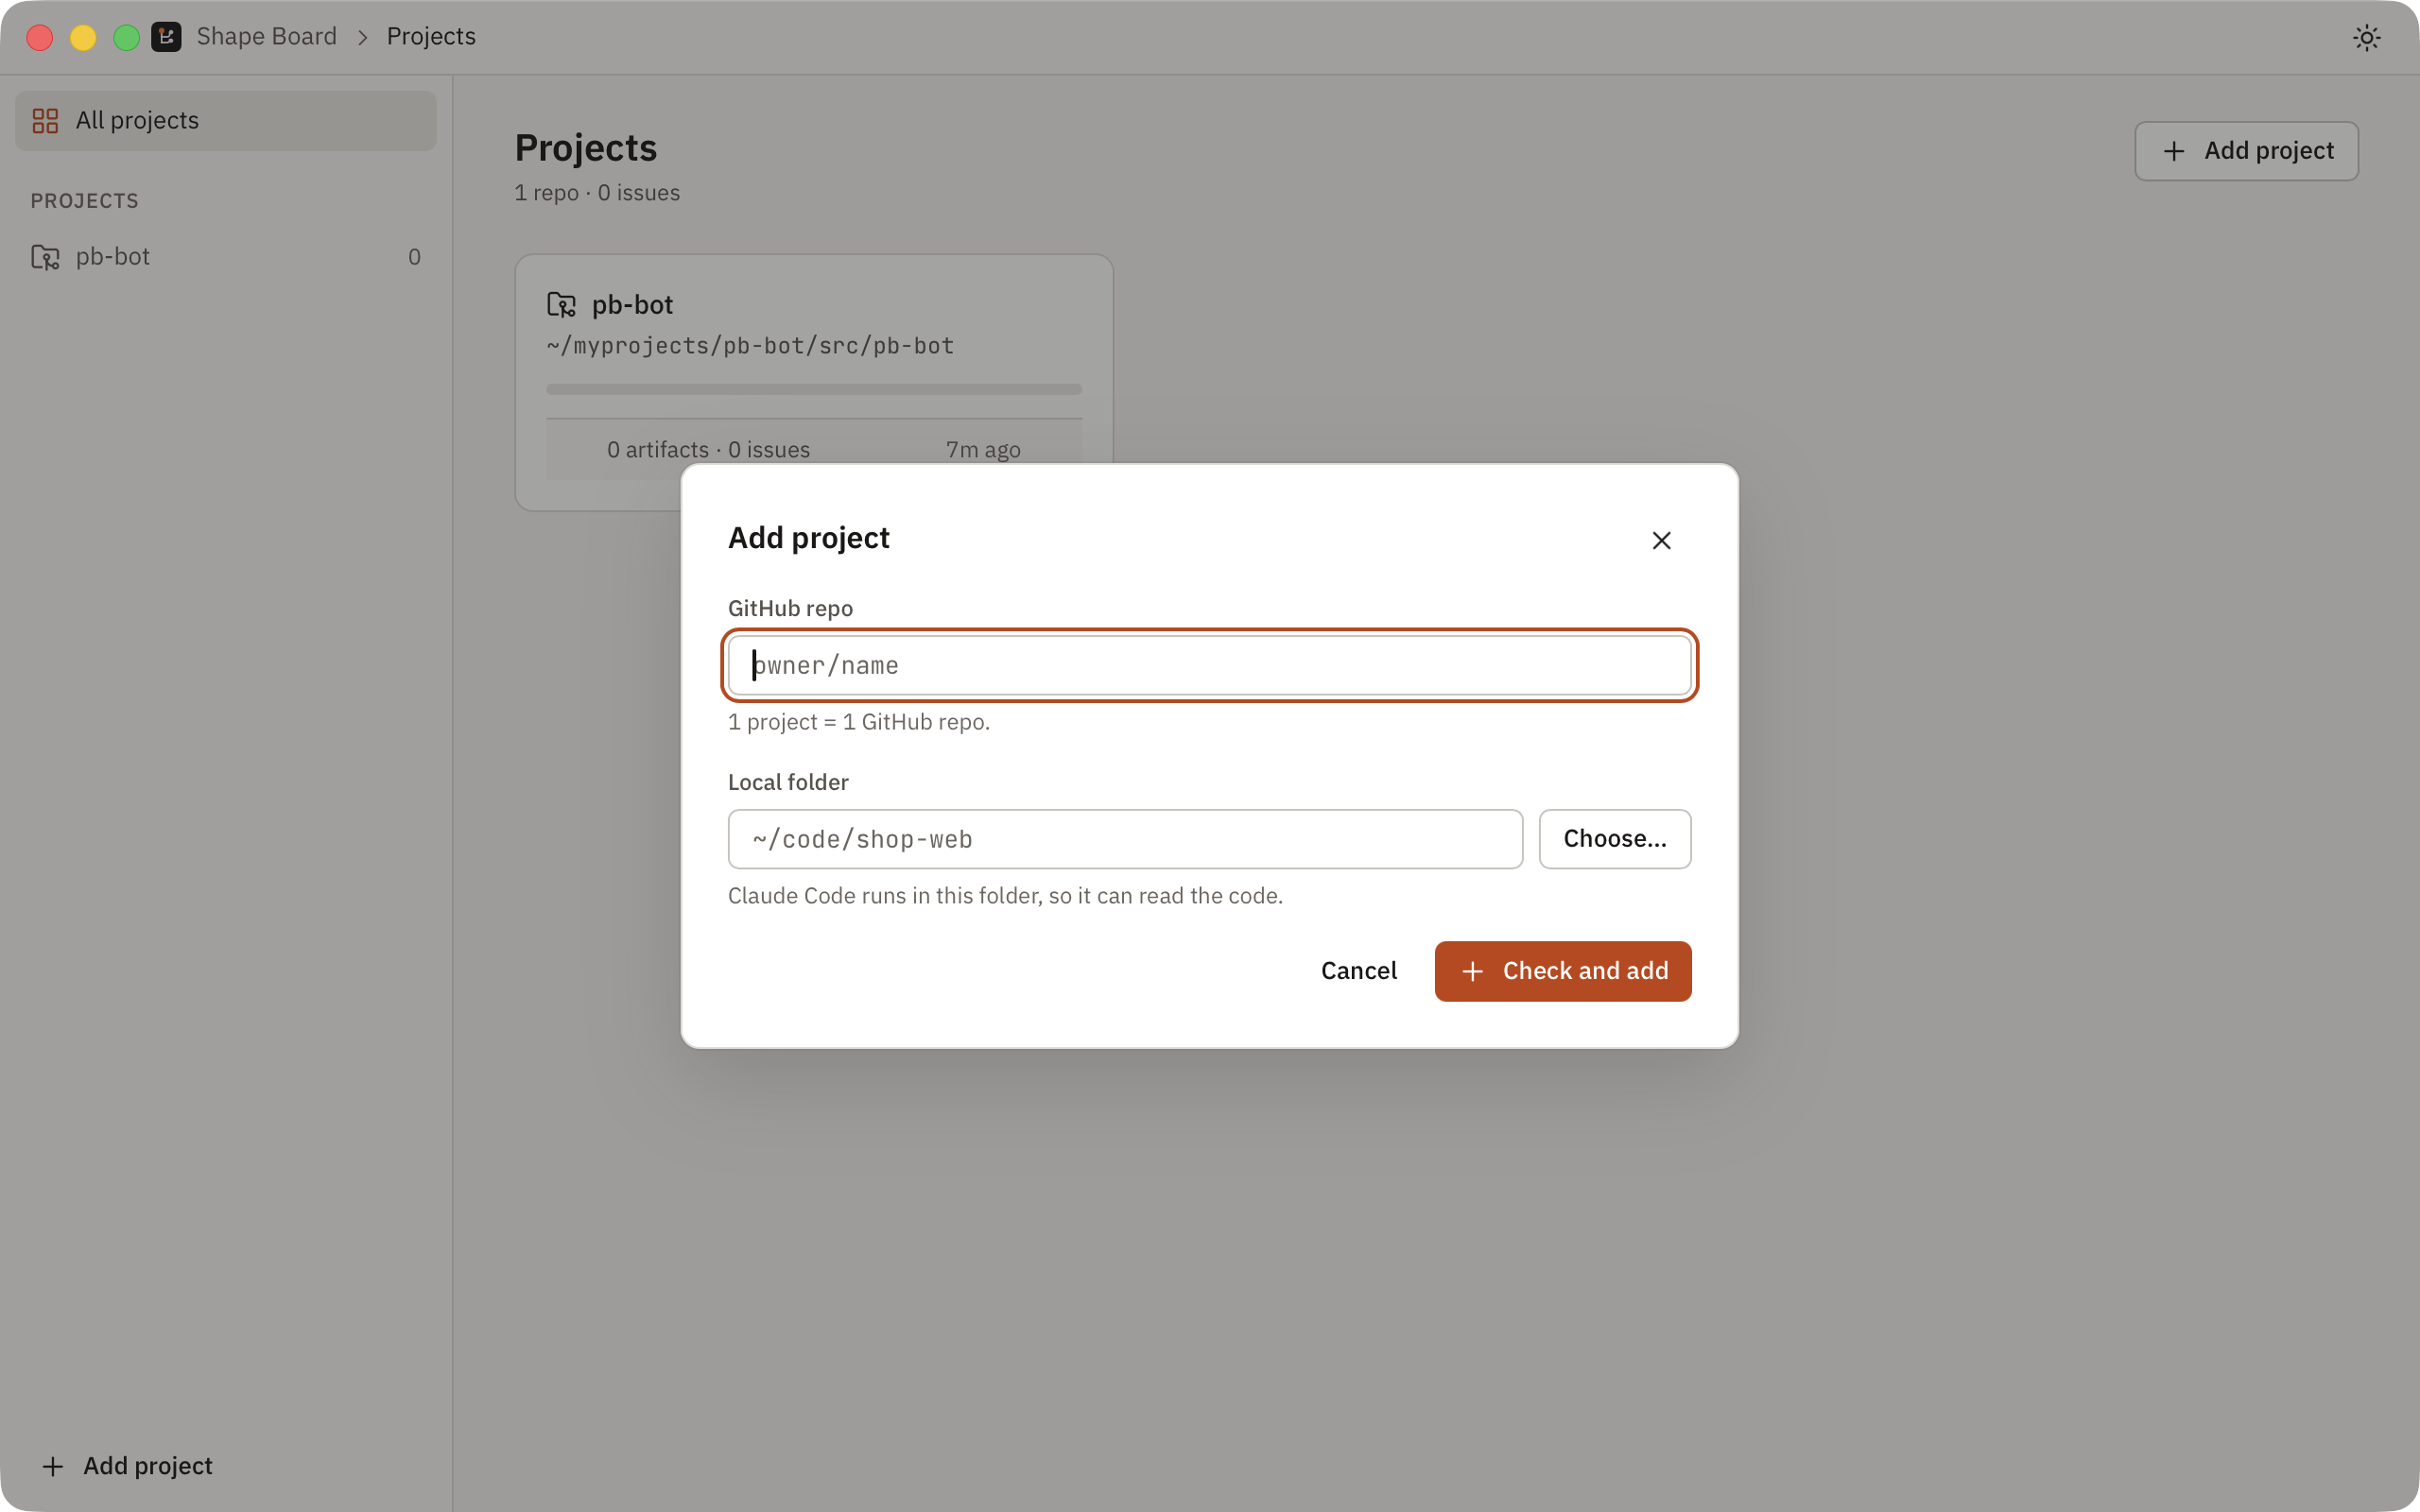 Shape Board > Projects
All projects
PROJECTS
pb-bot 0
Add project
Projects
1 repo · 0 issues
Add project
pb-bot
~/myprojects/pb-bot/src/pb-bot
0 artifacts · 0 issues 7m ago
Add project
GitHub repo
owner/name
1 project = 1 GitHub repo.
Local folder
~/code/shop-web Choose...
Claude Code runs in this folder, so it can read the code.
Cancel Check and add